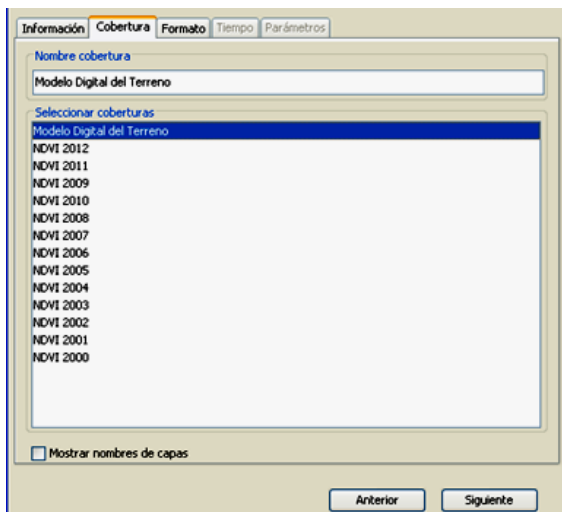 Información Cobertura Formato Tiempo Parámetros
Nombre cobertura
Modelo Digital del Terreno
Seleccionar coberturas
Modelo Digital del Terreno
NDVI 2012
NDVI 2011
NDVI 2009
NDVI 2010
NDVI 2008
NDVI 2007
NDVI 2006
NDVI 2005
NDVI 2004
NDVI 2003
NDVI 2002
NDVI 2001
NDVI 2000
Mostrar nombres de capas
Anterior Siguiente